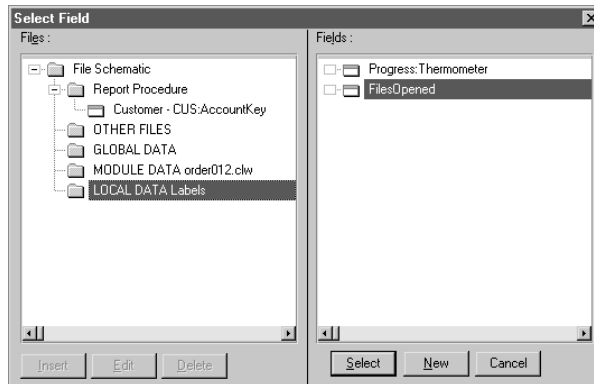 Select Field
Files :
File Schematic
Report Procedure
Customer - CUS:AccountKey
OTHER FILES
GLOBAL DATA
MODULE DATA order012.clw
LOCAL DATA Labels
Insert
Edit
Delete
Fields :
Progress:Thermometer
FilesOpened
Select
New
Cancel